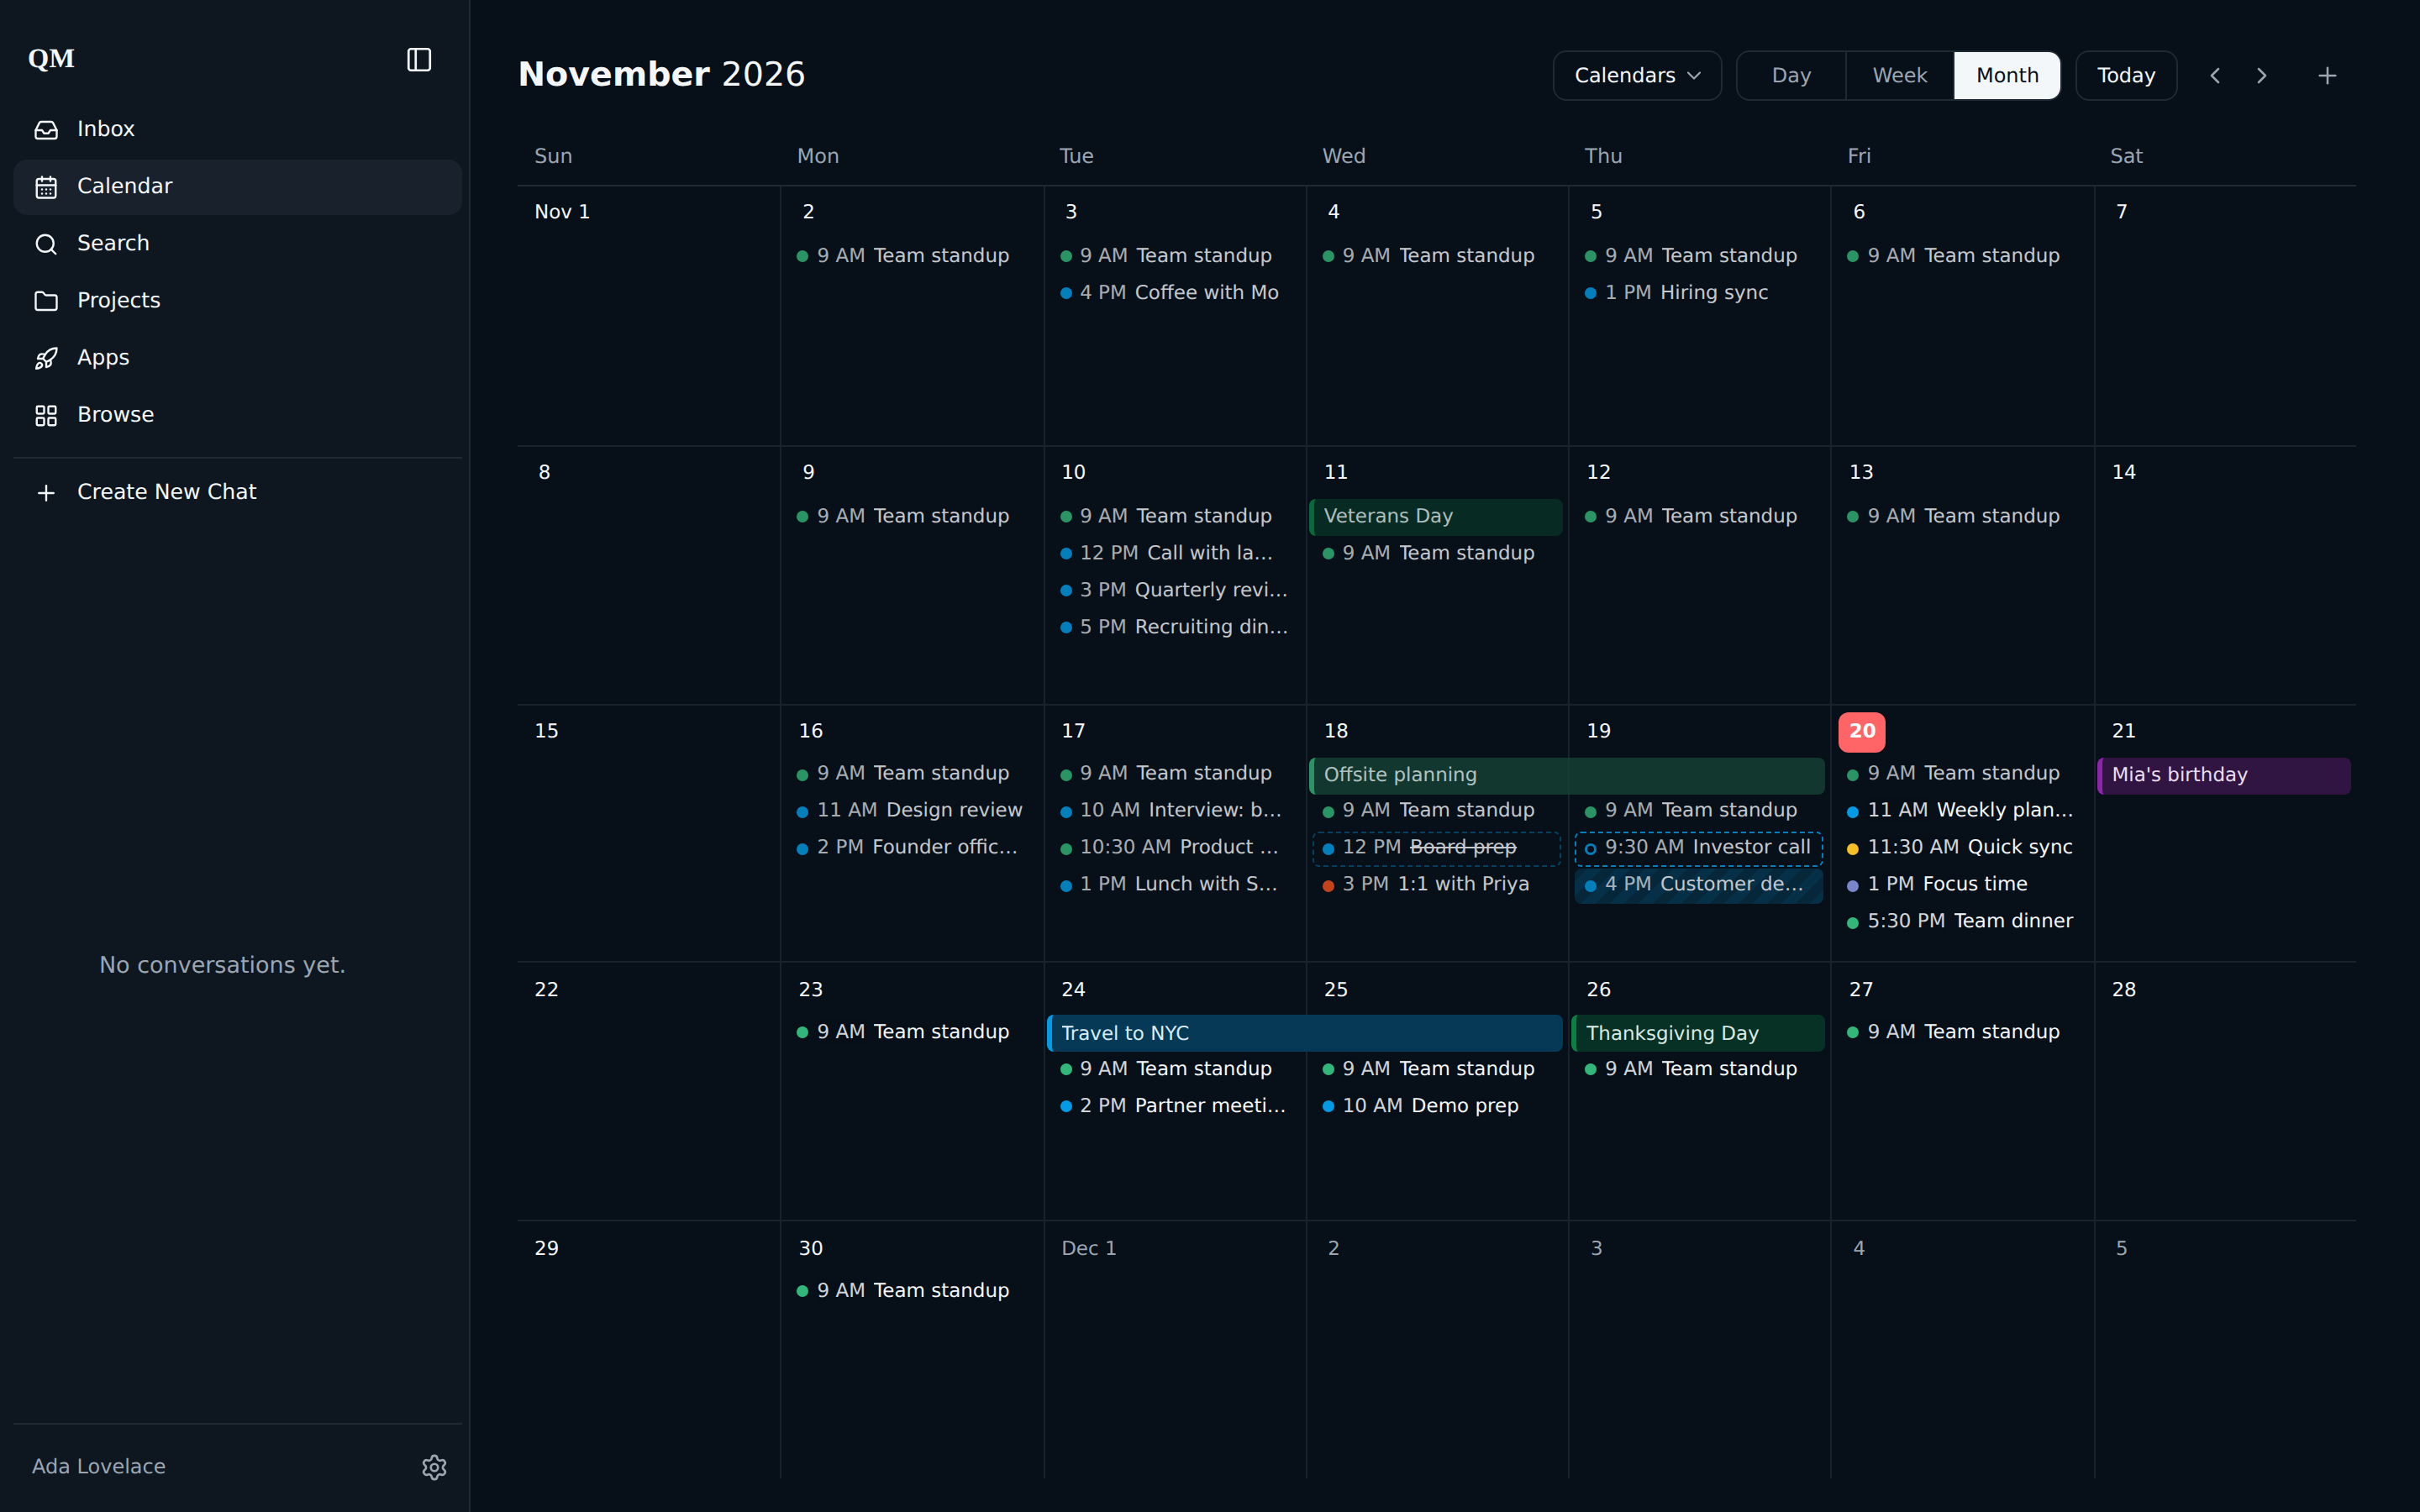 QM
Inbox
Calendar
Search
Projects
Apps
Browse
Create New Chat
No conversations yet.
Ada Lovelace
November 2026
Calendars Day Week Month Today
Sun Mon Tue Wed Thu Fri Sat
Nov 1 2 3 4 5 6 7
9 AM Team standup 9 AM Team standup 9 AM Team standup 9 AM Team standup 9 AM Team standup
4 PM Coffee with Mo 1 PM Hiring sync
8 9 10 11 12 13 14
9 AM Team standup 9 AM Team standup Veterans Day 9 AM Team standup 9 AM Team standup
12 PM Call with la… 9 AM Team standup
3 PM Quarterly revi…
5 PM Recruiting din…
15 16 17 18 19 20 21
9 AM Team standup 9 AM Team standup Offsite planning 9 AM Team standup Mia's birthday
11 AM Design review 10 AM Interview: b… 9 AM Team standup 9 AM Team standup 11 AM Weekly plan…
2 PM Founder offic… 10:30 AM Product … 12 PM Board prep 9:30 AM Investor call 11:30 AM Quick sync
1 PM Lunch with S… 3 PM 1:1 with Priya 4 PM Customer de… 1 PM Focus time
5:30 PM Team dinner
22 23 24 25 26 27 28
9 AM Team standup Travel to NYC Thanksgiving Day 9 AM Team standup
9 AM Team standup 9 AM Team standup 9 AM Team standup
2 PM Partner meeti… 10 AM Demo prep
29 30 Dec 1 2 3 4 5
9 AM Team standup